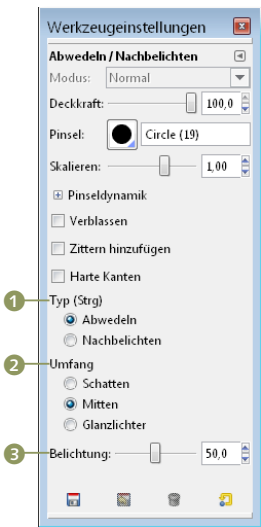 Werkzeugeinstellungen
Abwedeln / Nachbelichten
Modus: Normal
Deckkraft: 100,0
Pinsel: Circle (19)
Skalieren: 1,00
Pinseldynamik
Verblassen
Zittern hinzufügen
Harte Kanten
1 Typ (Strg)
Abwedeln
Nachbelichten
2 Umfang
Schatten
Mitten
Glanzlichter
3 Belichtung: 50,0